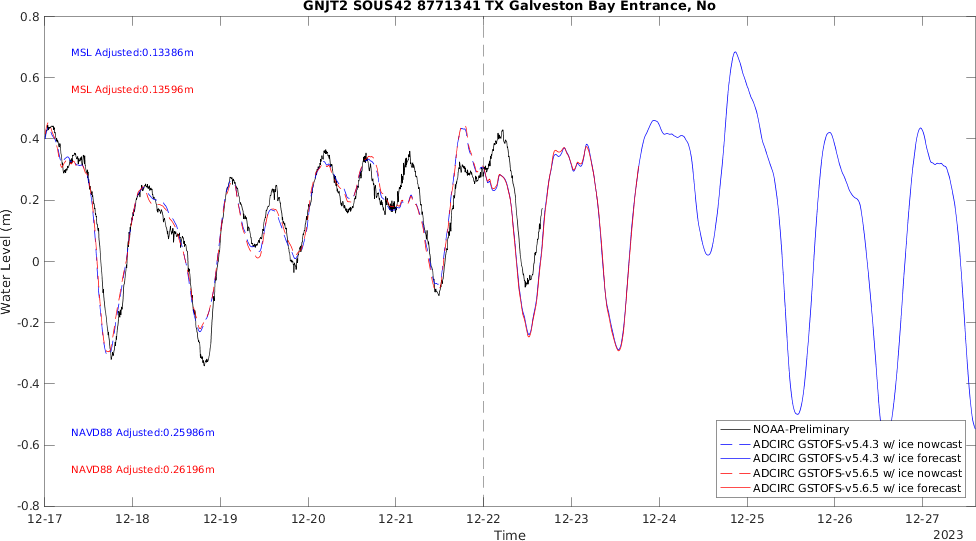 GNJT2 SOUS42 8771341 TX Galveston Bay Entrance, No
0.8
0.6
0.4
0.2
0
-0.2
-0.4
-0.6
-0.8
Water Level (m)
MSL Adjusted:0.13386m
MSL Adjusted:0.13596m
NAVD88 Adjusted:0.25986m
NAVD88 Adjusted:0.26196m
NOAA-Preliminary
ADCIRC GSTOFS-v5.4.3 w/ ice nowcast
ADCIRC GSTOFS-v5.4.3 w/ ice forecast
ADCIRC GSTOFS-v5.6.5 w/ ice nowcast
ADCIRC GSTOFS-v5.6.5 w/ ice forecast
12-17 12-18 12-19 12-20 12-21 12-22 12-23 12-24 12-25 12-26 12-27
Time
2023